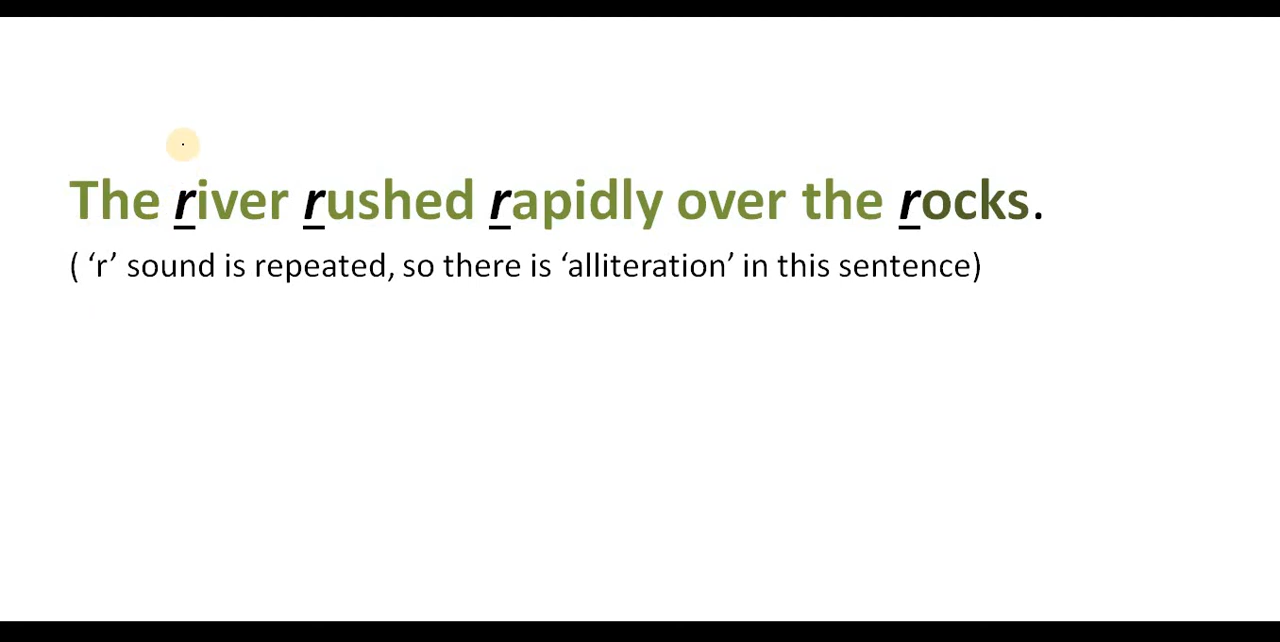 The river rushed rapidly over the rocks.
( ‘r’ sound is repeated, so there is ‘alliteration’ in this sentence)